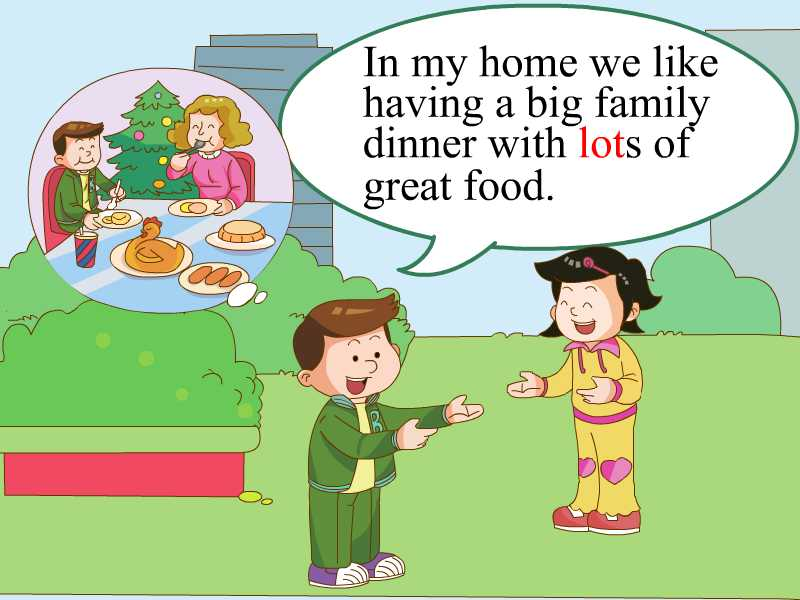 In my home we like
having a big family
dinner with lots of
great food.